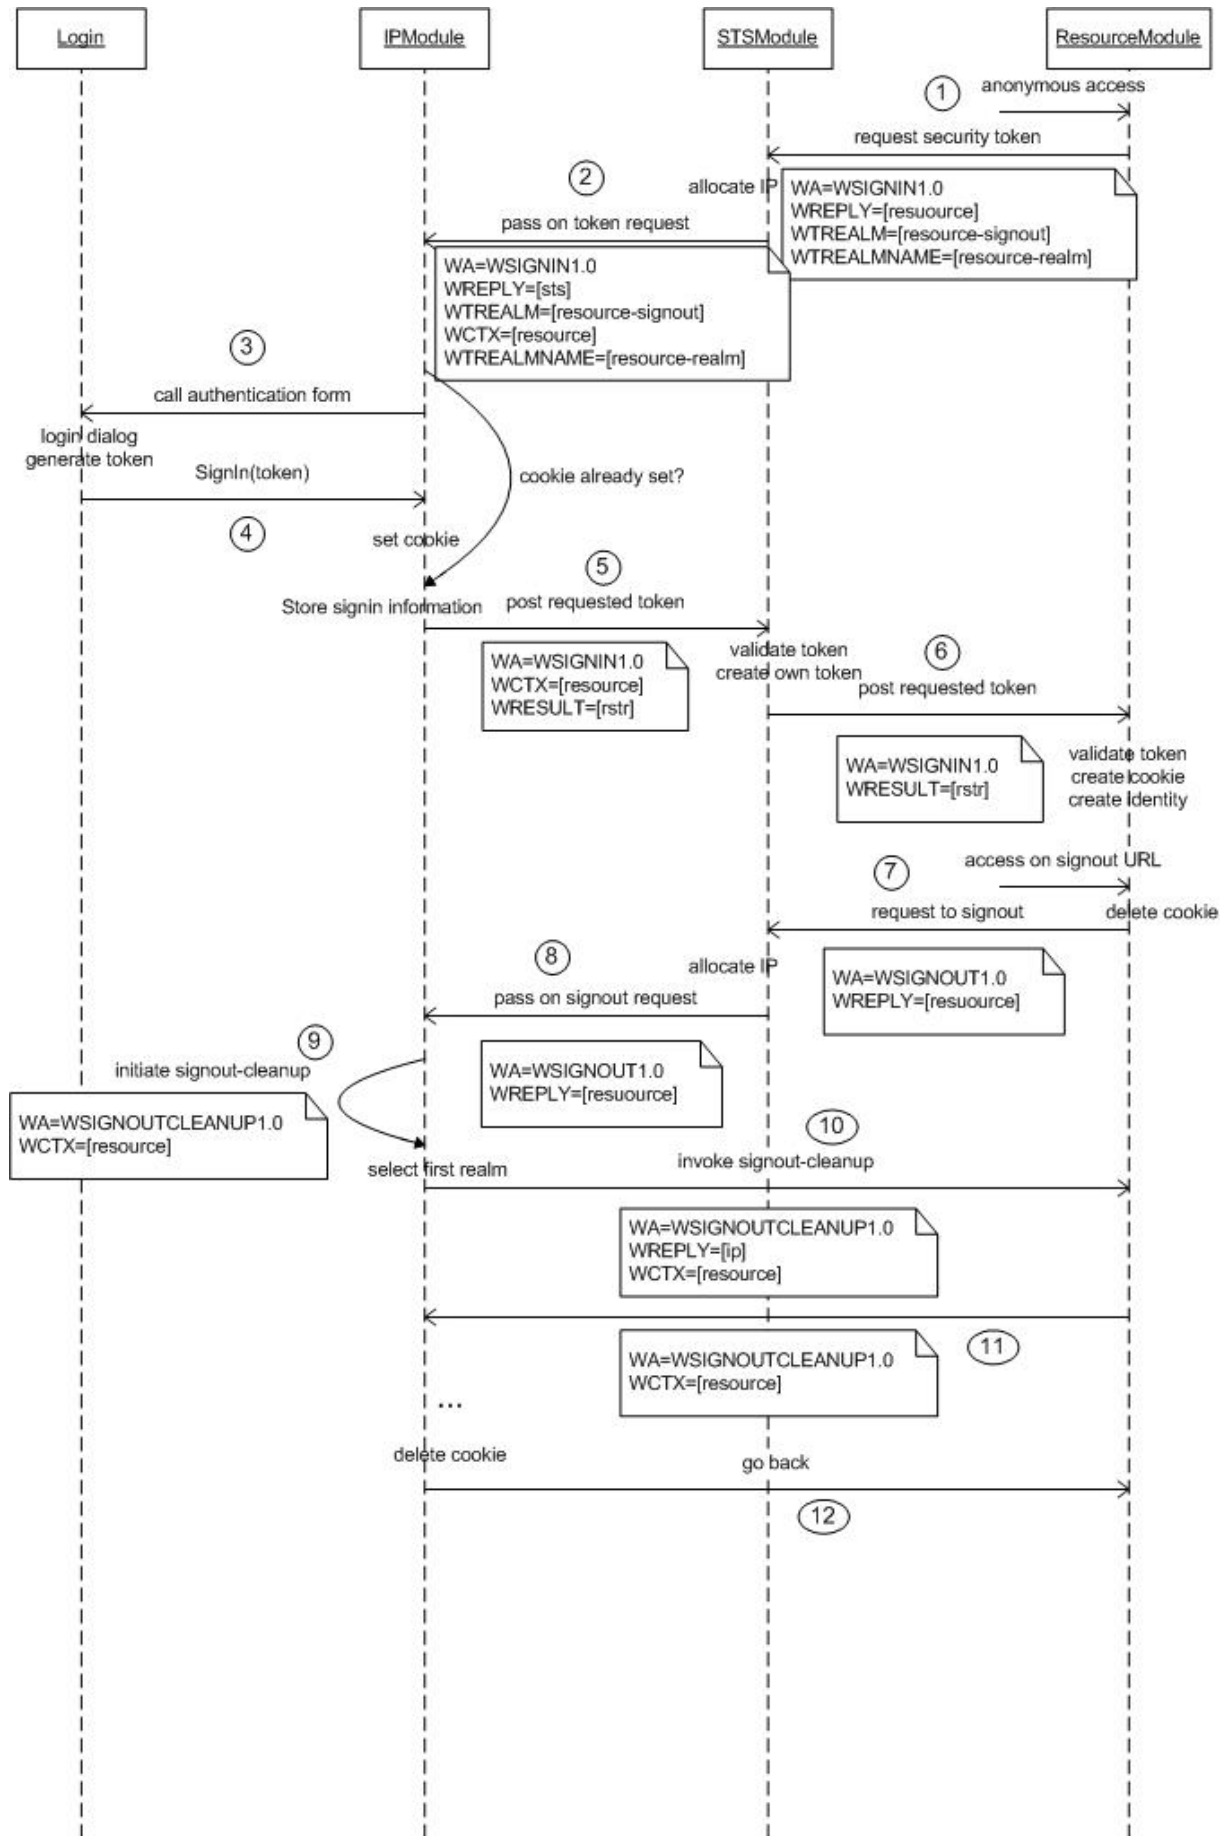 Login
IPModule
STSModule
ResourceModule
1
anonymous access
request security token
2
allocate IP
WA=WSIGNIN1.0
WREPLY=[resuource]
WTREALM=[resource-signout]
WTREALMNAME=[resource-realm]
pass on token request
WA=WSIGNIN1.0
WREPLY=[sts]
WTREALM=[resource-signout]
WCTX=[resource]
WTREALMNAME=[resource-realm]
3
call authentication form
login dialog
generate token
SignIn(token)
cookie already set?
4
set cookie
5
Store signin information
post requested token
WA=WSIGNIN1.0
WCTX=[resource]
WRESULT=[rstr]
validate token
create own token
6
post requested token
WA=WSIGNIN1.0
WRESULT=[rstr]
validate token
create cookie
create identity
access on signout URL
7
request to signout
delete cookie
8
allocate IP
WA=WSIGNOUT1.0
WREPLY=[resuource]
pass on signout request
9
initiate signout-cleanup
WA=WSIGNOUT1.0
WREPLY=[resuource]
WA=WSIGNOUTCLEANUP1.0
WCTX=[resource]
10
select first realm
invoke signout-cleanup
WA=WSIGNOUTCLEANUP1.0
WREPLY=[ip]
WCTX=[resource]
11
WA=WSIGNOUTCLEANUP1.0
WCTX=[resource]
...
delete cookie
go back
12